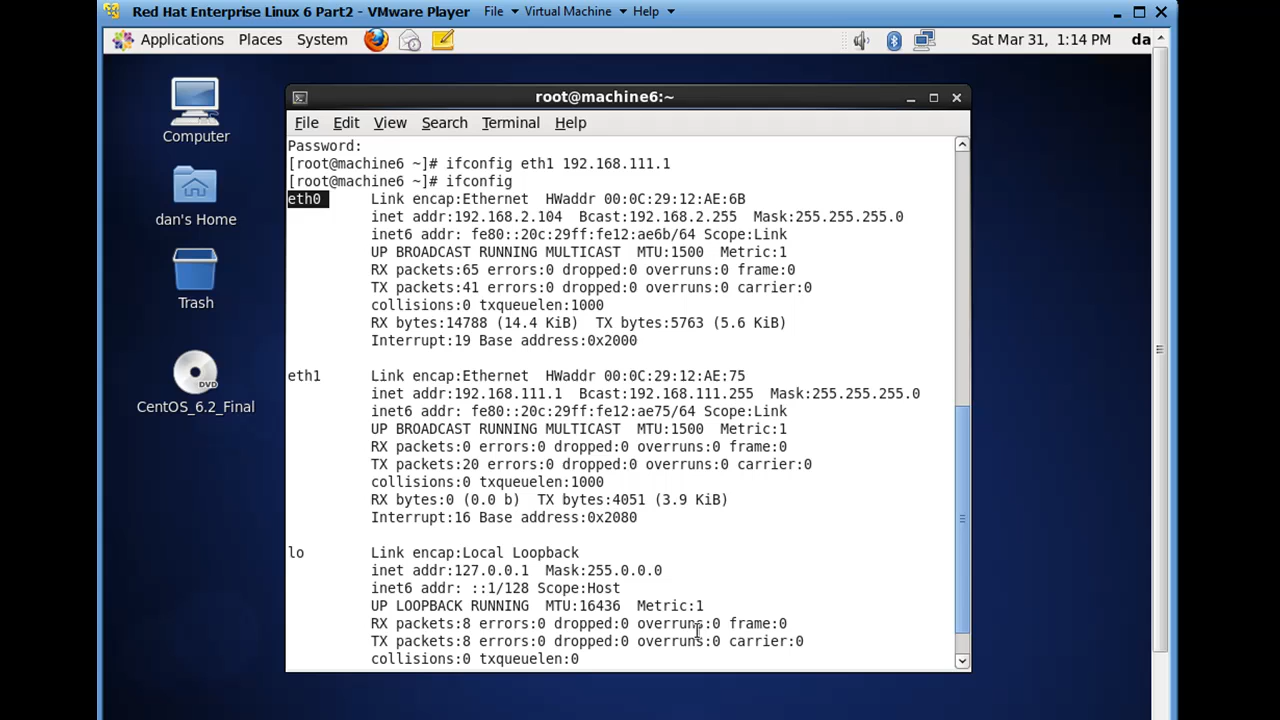 Red Hat Enterprise Linux 6 Part2 - VMware Player File Virtual Machine Help
Applications Places System Sat Mar 31, 1:14 PM da
Computer
dan's Home
Trash
DVD
CentOS_6.2_Final
root@machine6:~
File Edit View Search Terminal Help
Password:
[root@machine6 ~]# ifconfig eth1 192.168.111.1
[root@machine6 ~]# ifconfig
eth0 Link encap:Ethernet HWaddr 00:0C:29:12:AE:6B
inet addr:192.168.2.104 Bcast:192.168.2.255 Mask:255.255.255.0
inet6 addr: fe80::20c:29ff:fe12:ae6b/64 Scope:Link
UP BROADCAST RUNNING MULTICAST MTU:1500 Metric:1
RX packets:65 errors:0 dropped:0 overruns:0 frame:0
TX packets:41 errors:0 dropped:0 overruns:0 carrier:0
collisions:0 txqueuelen:1000
RX bytes:14788 (14.4 KiB) TX bytes:5763 (5.6 KiB)
Interrupt:19 Base address:0x2000
eth1 Link encap:Ethernet HWaddr 00:0C:29:12:AE:75
inet addr:192.168.111.1 Bcast:192.168.111.255 Mask:255.255.255.0
inet6 addr: fe80::20c:29ff:fe12:ae75/64 Scope:Link
UP BROADCAST RUNNING MULTICAST MTU:1500 Metric:1
RX packets:0 errors:0 dropped:0 overruns:0 frame:0
TX packets:20 errors:0 dropped:0 overruns:0 carrier:0
collisions:0 txqueuelen:1000
RX bytes:0 (0.0 b) TX bytes:4051 (3.9 KiB)
Interrupt:16 Base address:0x2080
lo Link encap:Local Loopback
inet addr:127.0.0.1 Mask:255.0.0.0
inet6 addr: ::1/128 Scope:Host
UP LOOPBACK RUNNING MTU:16436 Metric:1
RX packets:8 errors:0 dropped:0 overruns:0 frame:0
TX packets:8 errors:0 dropped:0 overruns:0 carrier:0
collisions:0 txqueuelen:0